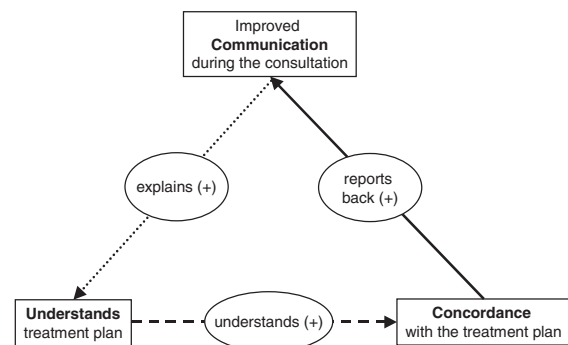 Improved
Communication
during the consultation
explains (+)
reports
back (+)
Understands
treatment plan
understands (+)
Concordance
with the treatment plan